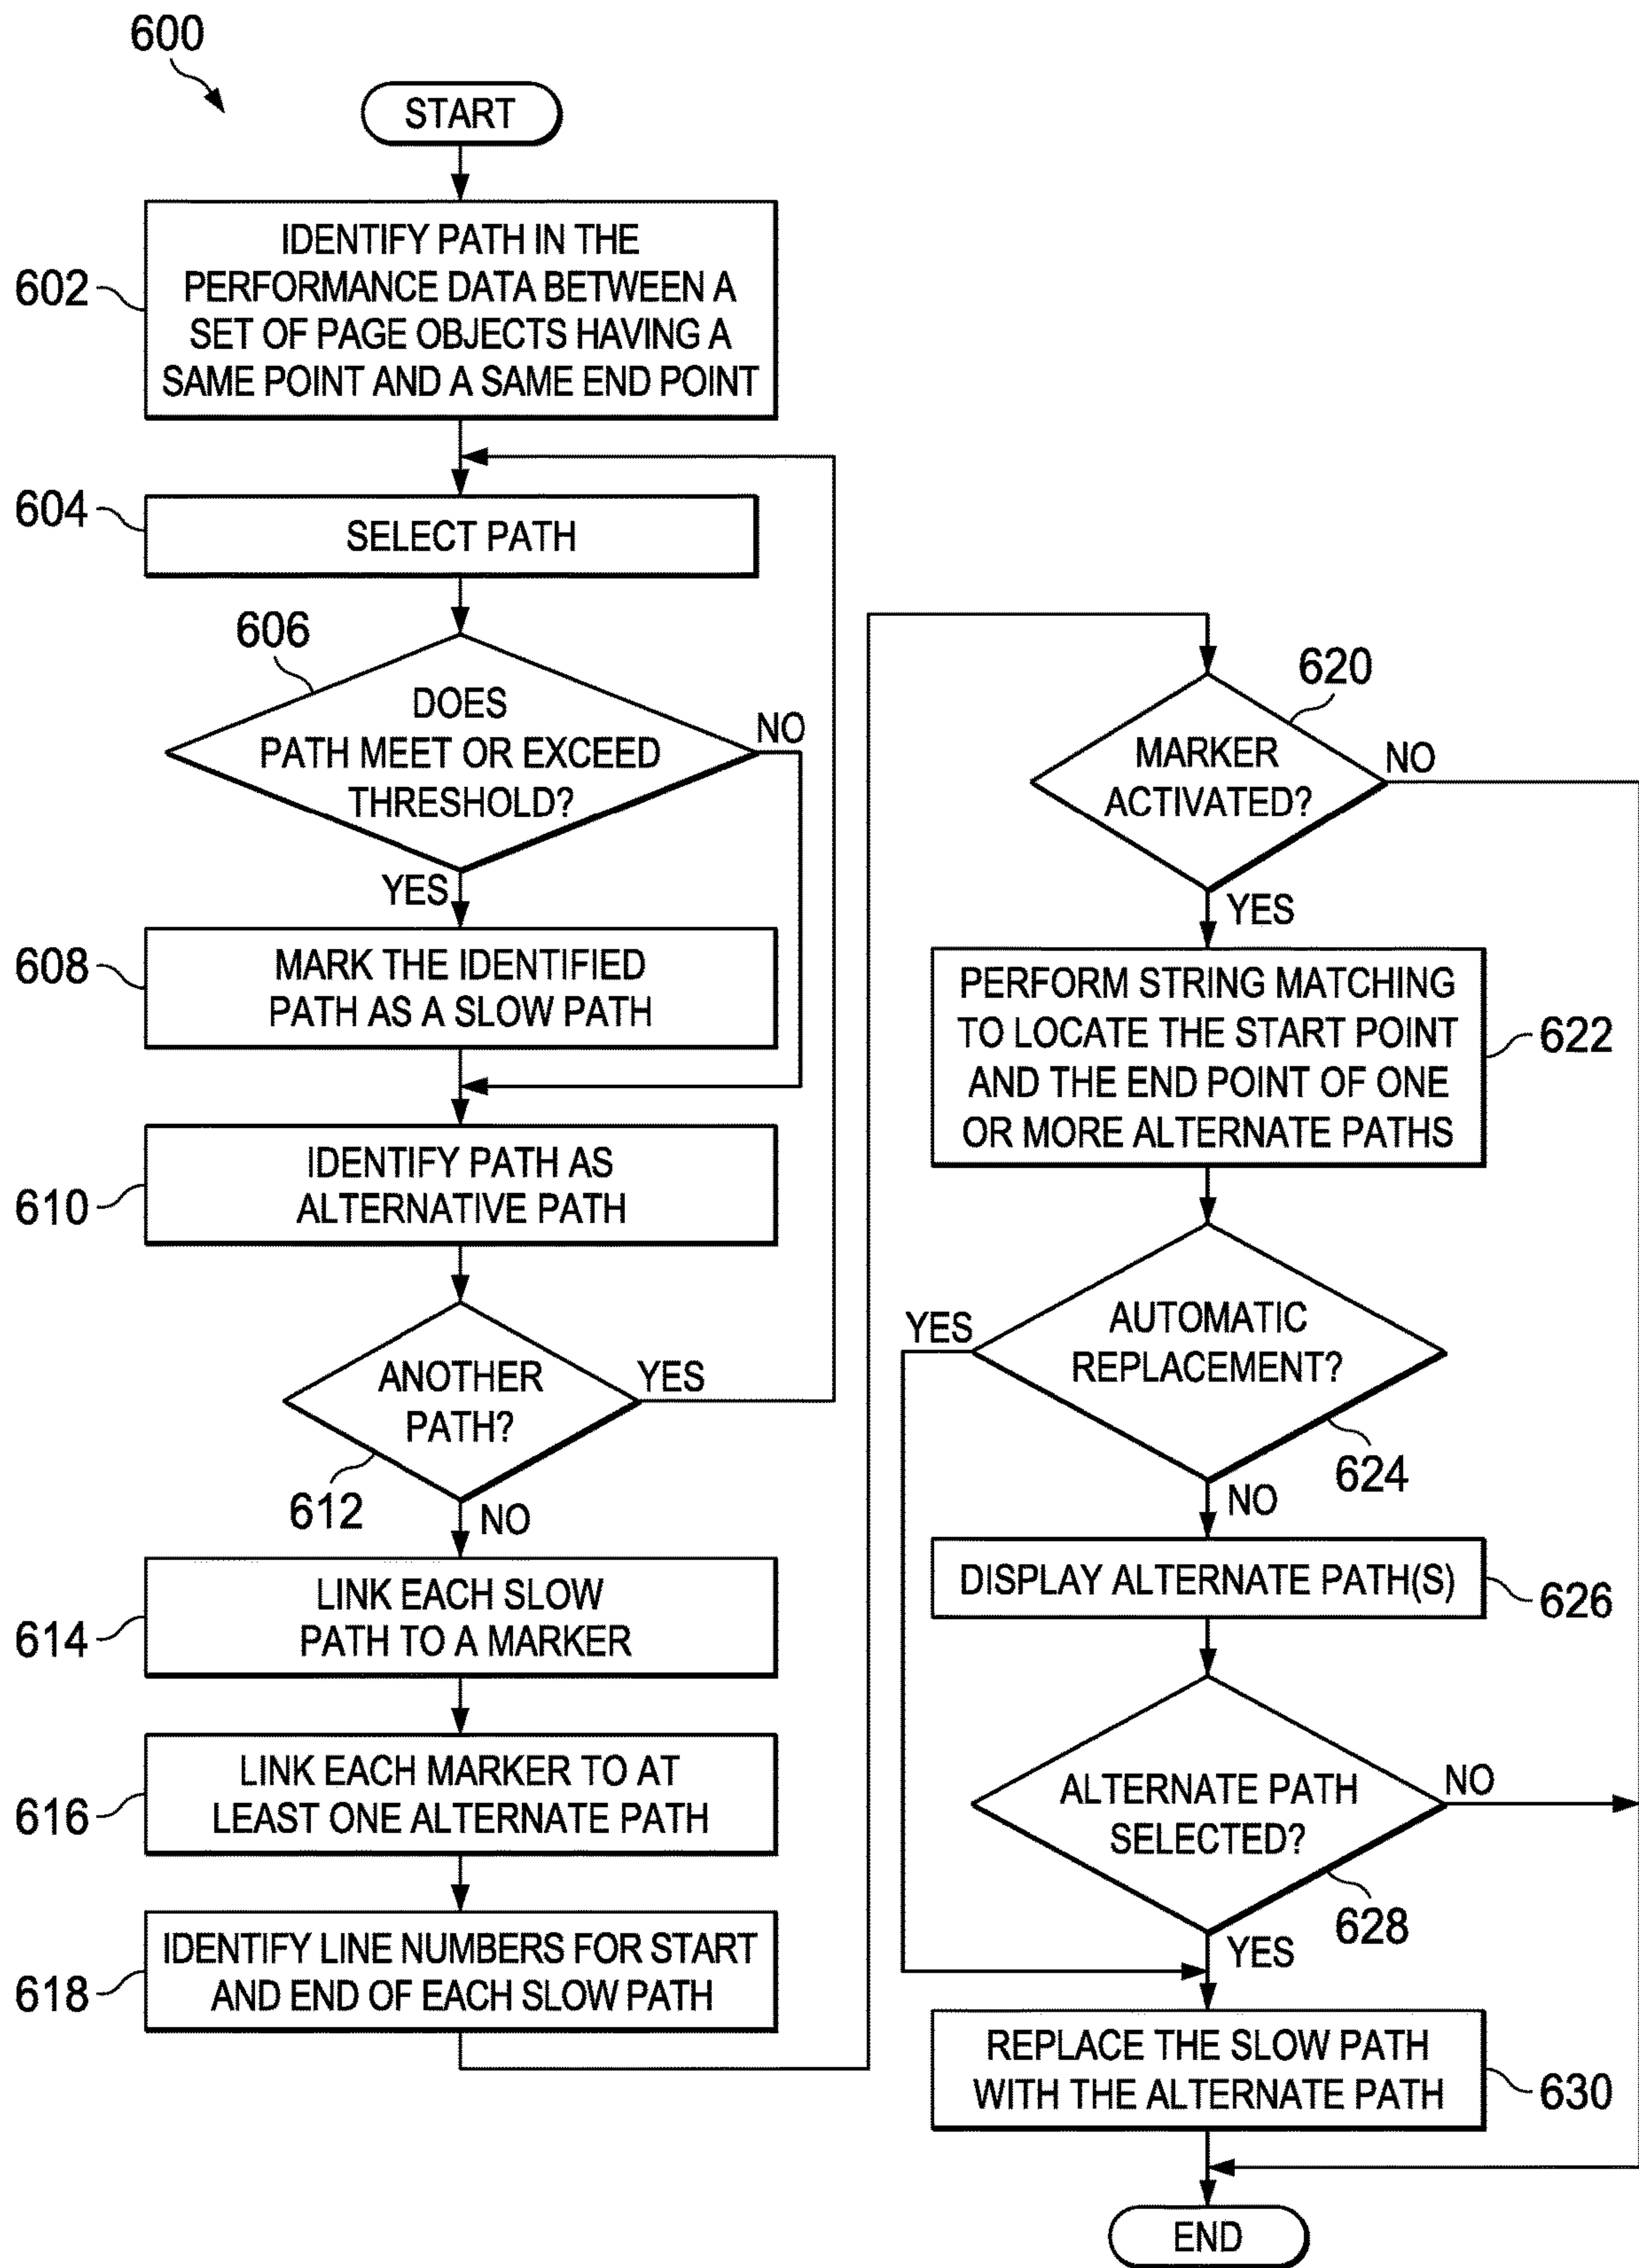 600
START
602
IDENTIFY PATH IN THE
PERFORMANCE DATA BETWEEN A
SET OF PAGE OBJECTS HAVING A
SAME POINT AND A SAME END POINT
604
SELECT PATH
606
DOES
PATH MEET OR EXCEED
THRESHOLD?
NO
YES
608
MARK THE IDENTIFIED
PATH AS A SLOW PATH
610
IDENTIFY PATH AS
ALTERNATIVE PATH
ANOTHER
PATH?
YES
612
NO
614
LINK EACH SLOW
PATH TO A MARKER
616
LINK EACH MARKER TO AT
LEAST ONE ALTERNATE PATH
618
IDENTIFY LINE NUMBERS FOR START
AND END OF EACH SLOW PATH
620
MARKER
ACTIVATED?
NO
YES
PERFORM STRING MATCHING
TO LOCATE THE START POINT
AND THE END POINT OF ONE
OR MORE ALTERNATE PATHS
622
YES
AUTOMATIC
REPLACEMENT?
624
NO
DISPLAY ALTERNATE PATH(S)
626
ALTERNATE PATH
SELECTED?
NO
628
YES
REPLACE THE SLOW PATH
WITH THE ALTERNATE PATH
630
END